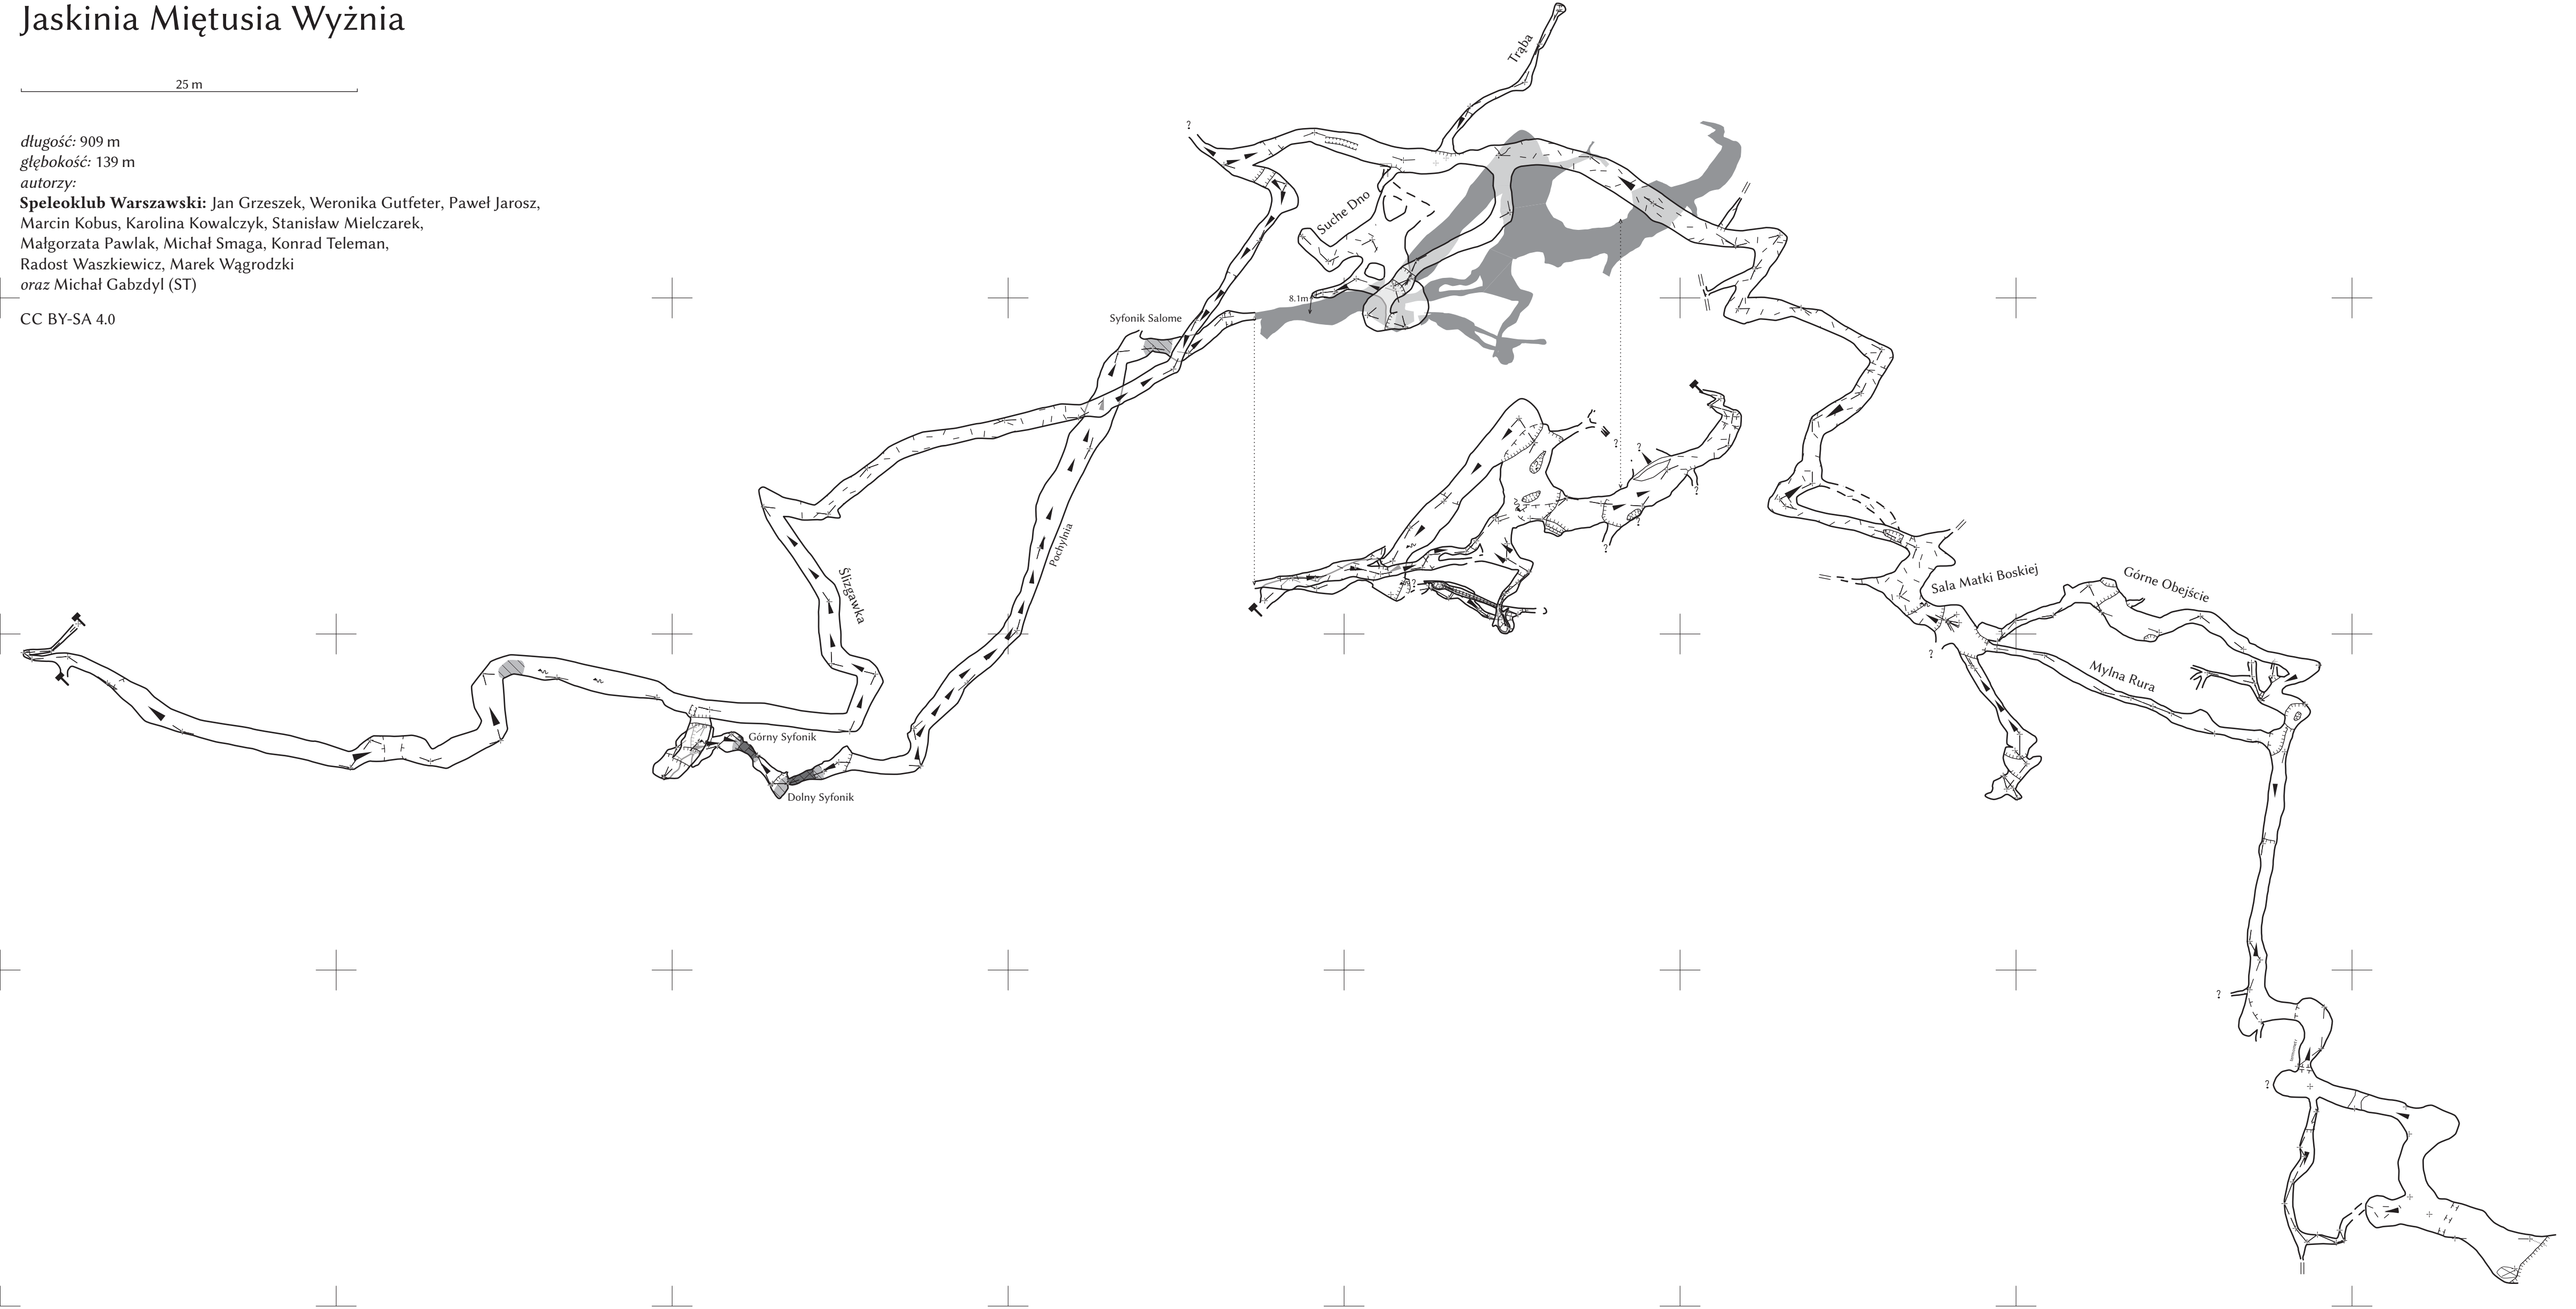 Jaskinia Miętusia Wyżnia
25 m
długość: 909 m
głębokość: 139 m
autorzy:
Speleoklub Warszawski: Jan Grzeszek, Weronika Gutfeter, Paweł Jarosz,
Marcin Kobus, Karolina Kowalczyk, Stanisław Mielczarek,
Małgorzata Pawlak, Michał Smaga, Konrad Teleman,
Radost Waszkiewicz, Marek Wągrodzki
oraz Michał Gabzdyl (ST)
CC BY-SA 4.0
Trąba
?
Suche Dno
8.1m
Syfonik Salome
Pochylnia
Ślizgawka
Górny Syfonik
Dolny Syfonik
?
?
?
?
?
?
?
Sala Matki Boskiej
Górne Obejście
Mylna Rura
?
?
?